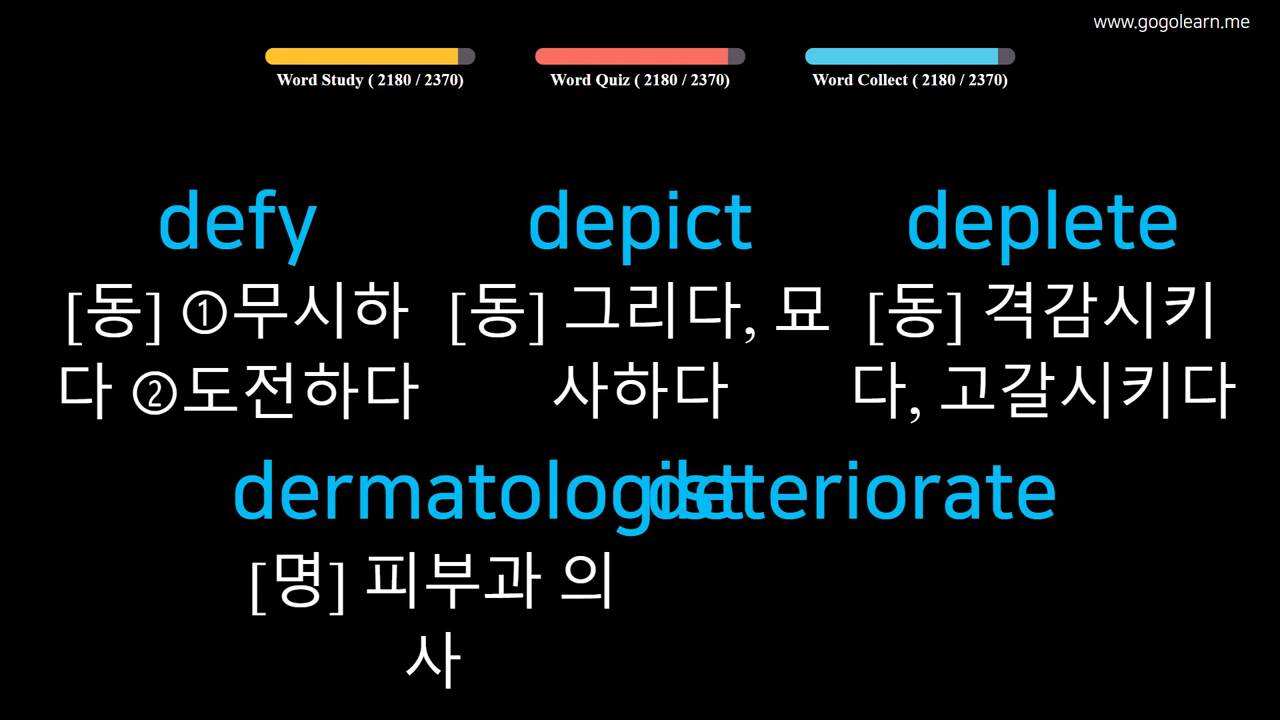 www.gogolearn.me
Word Study ( 2180 / 2370)
Word Quiz ( 2180 / 2370)
Word Collect ( 2180 / 2370)
defy
[동] ①무시하
다 ②도전하다
depict
[동] 그리다, 묘
사하다
deplete
[동] 격감시키
다, 고갈시키다
dermatologist
[명] 피부과 의
사
deteriorate